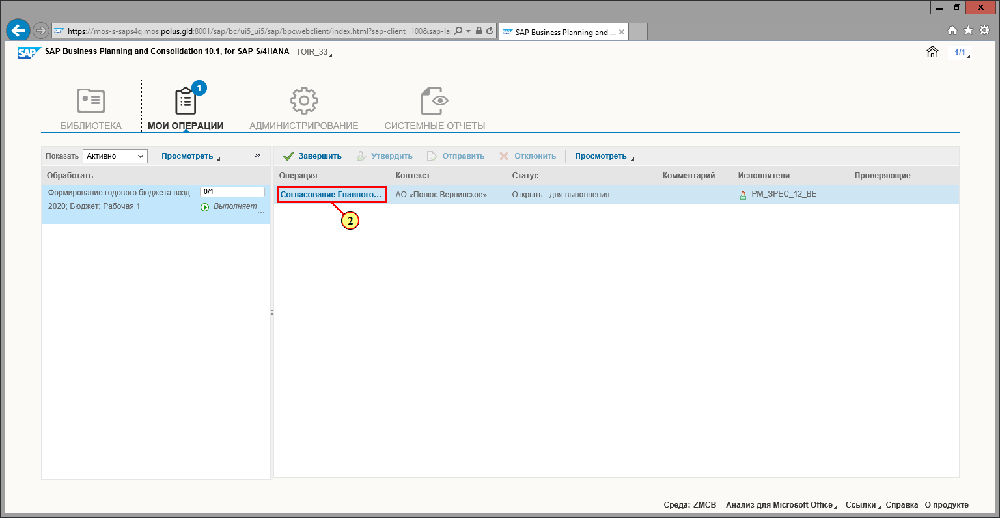 https://mos-s-saps4q.mos.polus.gld:8001/sap/bc/ui5_ui5/sap/bpcwebclient/index.html?sap-client=100&sap-la
SAP Business Planning and ...
SAP Business Planning and Consolidation 10.1, for SAP S/4HANA TOIR_33
1/1
1
БИБЛИОТЕКА МОИ ОПЕРАЦИИ АДМИНИСТРИРОВАНИЕ СИСТЕМНЫЕ ОТЧЕТЫ
Показать Активно Просмотреть »
Завершить Утвердить Отправить Отклонить Просмотреть
Обработать
Операция Контекст Статус Комментарий Исполнители Проверяющие
Формирование годового бюджета возд... 0/1
2020; Бюджет; Рабочая 1 Выполняет ...
Согласование Главного... АО «Полюс Вернинское» Открыть - для выполнения PM_SPEC_12_BE
2
Среда: ZMCB Анализ для Microsoft Office Ссылки Справка О продукте